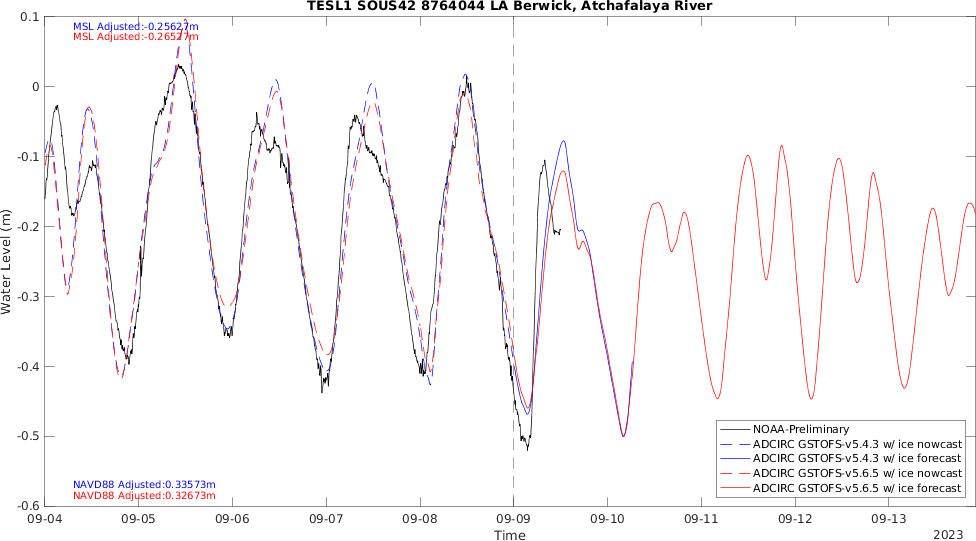 TESL1 SOUS42 8764044 LA Berwick, Atchafalaya River
MSL Adjusted:-0.25627m
MSL Adjusted:-0.26527m
0.1
0
-0.1
-0.2
-0.3
-0.4
-0.5
-0.6
Water Level (m)
NAVD88 Adjusted:0.33573m
NAVD88 Adjusted:0.32673m
NOAA-Preliminary
ADCIRC GSTOFS-v5.4.3 w/ ice nowcast
ADCIRC GSTOFS-v5.4.3 w/ ice forecast
ADCIRC GSTOFS-v5.6.5 w/ ice nowcast
ADCIRC GSTOFS-v5.6.5 w/ ice forecast
09-04 09-05 09-06 09-07 09-08 09-09 09-10 09-11 09-12 09-13
Time
2023